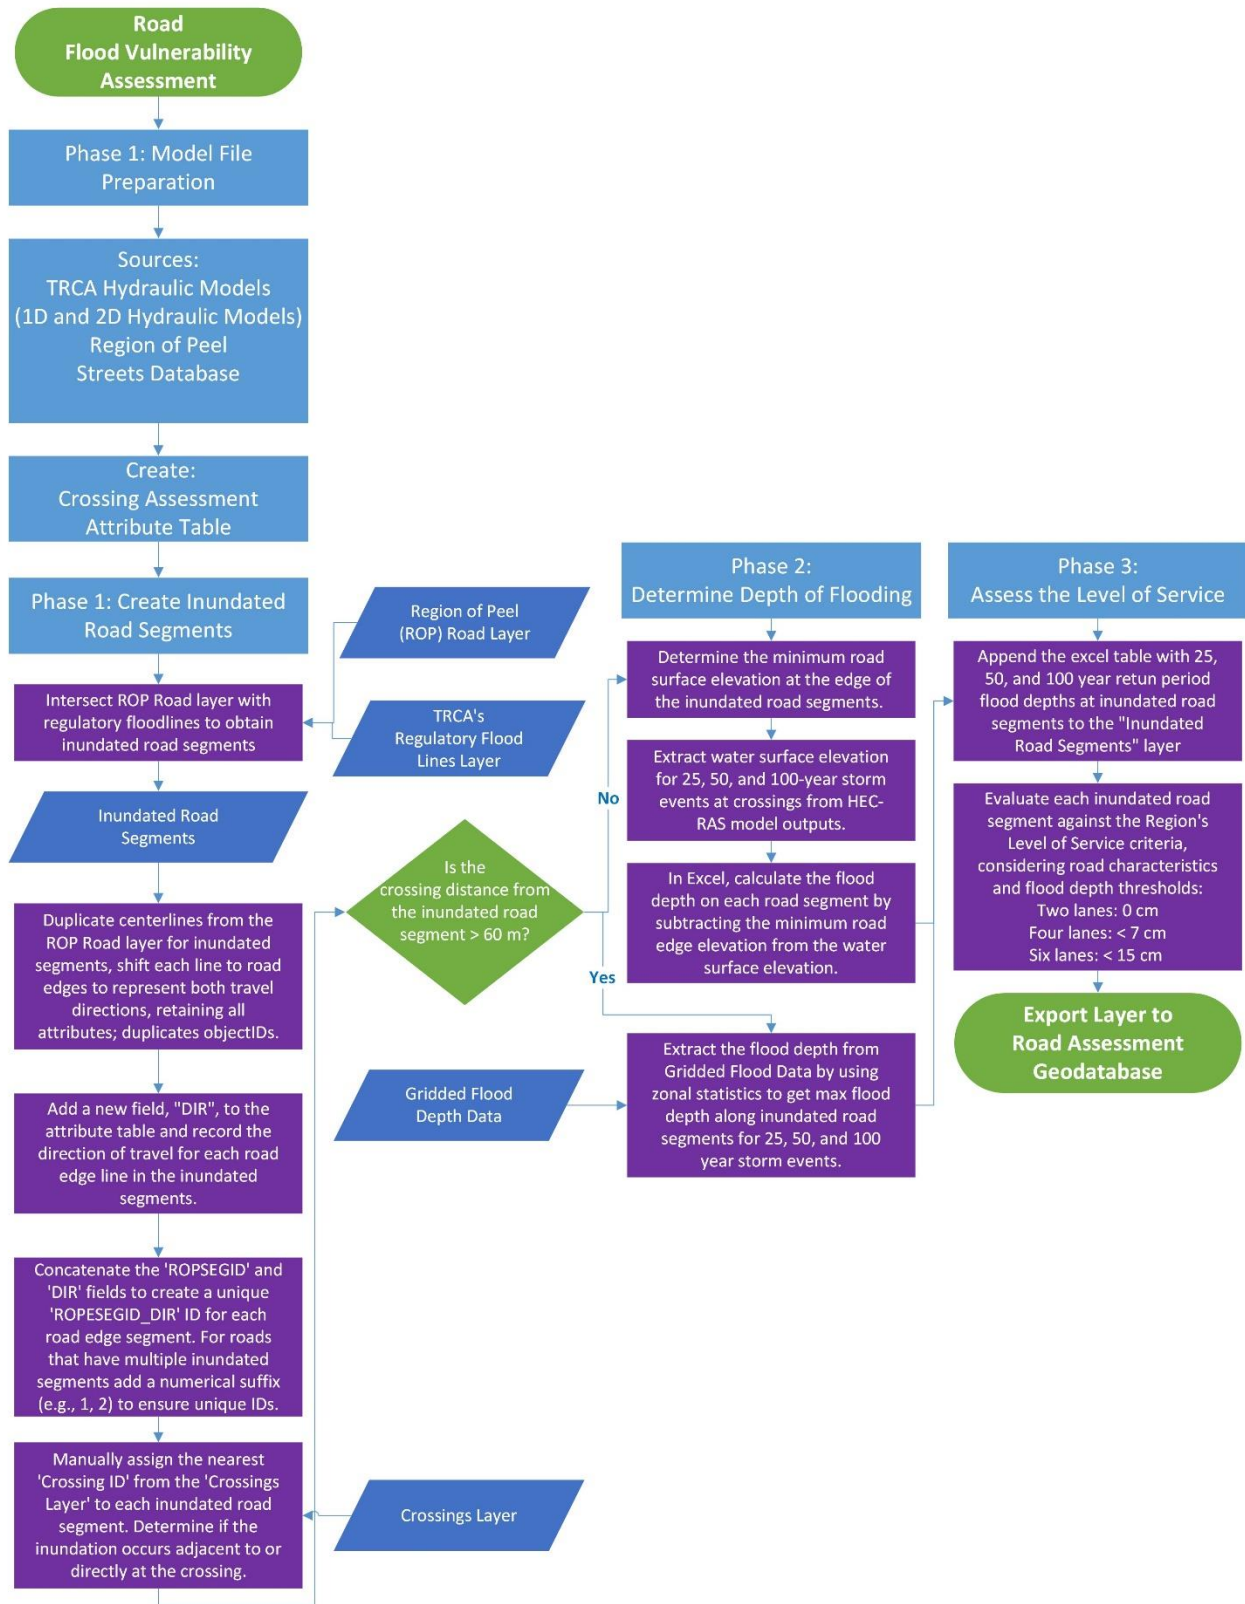 Road
Flood Vulnerability
Assessment
Phase 1: Model File
Preparation
Sources:
TRCA Hydraulic Models
(1D and 2D Hydraulic Models)
Region of Peel
Streets Database
Create:
Crossing Assessment
Attribute Table
Phase 1: Create Inundated
Road Segments
Region of Peel
(ROP) Road Layer
Intersect ROP Road layer with
regulatory floodlines to obtain
inundated road segments
TRCA's
Regulatory Flood
Lines Layer
Inundated Road
Segments
Duplicate centerlines from the
ROP Road layer for inundated
segments, shift each line to road
edges to represent both travel
directions, retaining all
attributes; duplicates objectIDs.
Add a new field, "DIR", to the
attribute table and record the
direction of travel for each road
edge line in the inundated
segments.
Concatenate the 'ROPSEGID' and
'DIR' fields to create a unique
'ROPESEGID_DIR' ID for each
road edge segment. For roads
that have multiple inundated
segments add a numerical suffix
(e.g., 1, 2) to ensure unique IDs.
Manually assign the nearest
'Crossing ID' from the 'Crossings
Layer' to each inundated road
segment. Determine if the
inundation occurs adjacent to or
directly at the crossing.
Crossings Layer
Is the
crossing distance from
the inundated road
segment > 60 m?
No
Yes
Phase 2:
Determine Depth of Flooding
Determine the minimum road
surface elevation at the edge of
the inundated road segments.
Extract water surface elevation
for 25, 50, and 100-year storm
events at crossings from HEC-
RAS model outputs.
In Excel, calculate the flood
depth on each road segment by
subtracting the minimum road
edge elevation from the water
surface elevation.
Gridded Flood
Depth Data
Extract the flood depth from
Gridded Flood Data by using
zonal statistics to get max flood
depth along inundated road
segments for 25, 50, and 100
year storm events.
Phase 3:
Assess the Level of Service
Append the excel table with 25,
50, and 100 year retun period
flood depths at inundated road
segments to the "Inundated
Road Segments" layer
Evaluate each inundated road
segment against the Region's
Level of Service criteria,
considering road characteristics
and flood depth thresholds:
Two lanes: 0 cm
Four lanes: < 7 cm
Six lanes: < 15 cm
Export Layer to
Road Assessment
Geodatabase